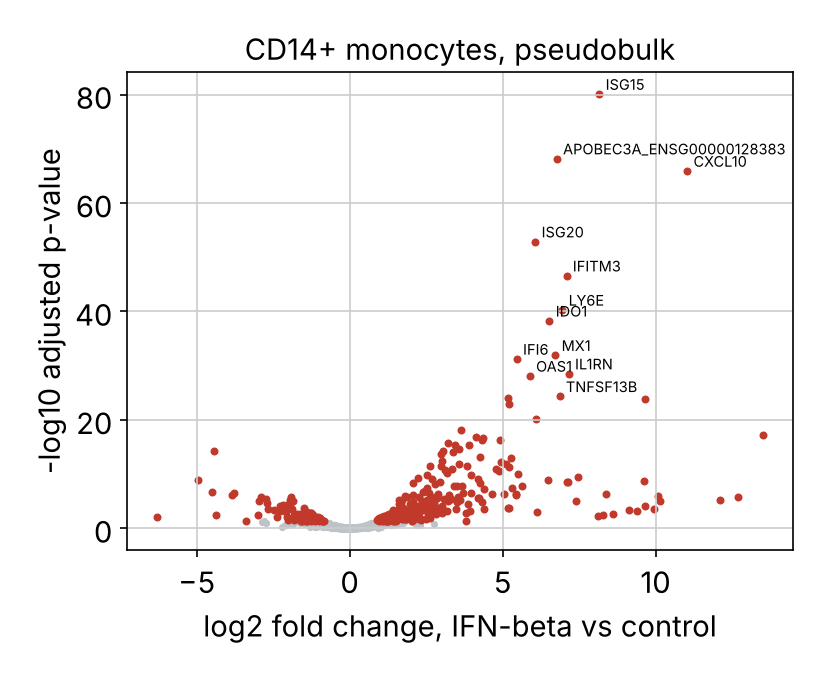 CD14+ monocytes, pseudobulk
80
60
40
20
0
-log10 adjusted p-value
ISG15
APOBEC3A_ENSG00000128383
CXCL10
ISG20
IFITM3
LY6E
IDO1
MX1
IFI6
IL1RN
OAS1
TNFSF13B
−5
0
5
10
log2 fold change, IFN-beta vs control